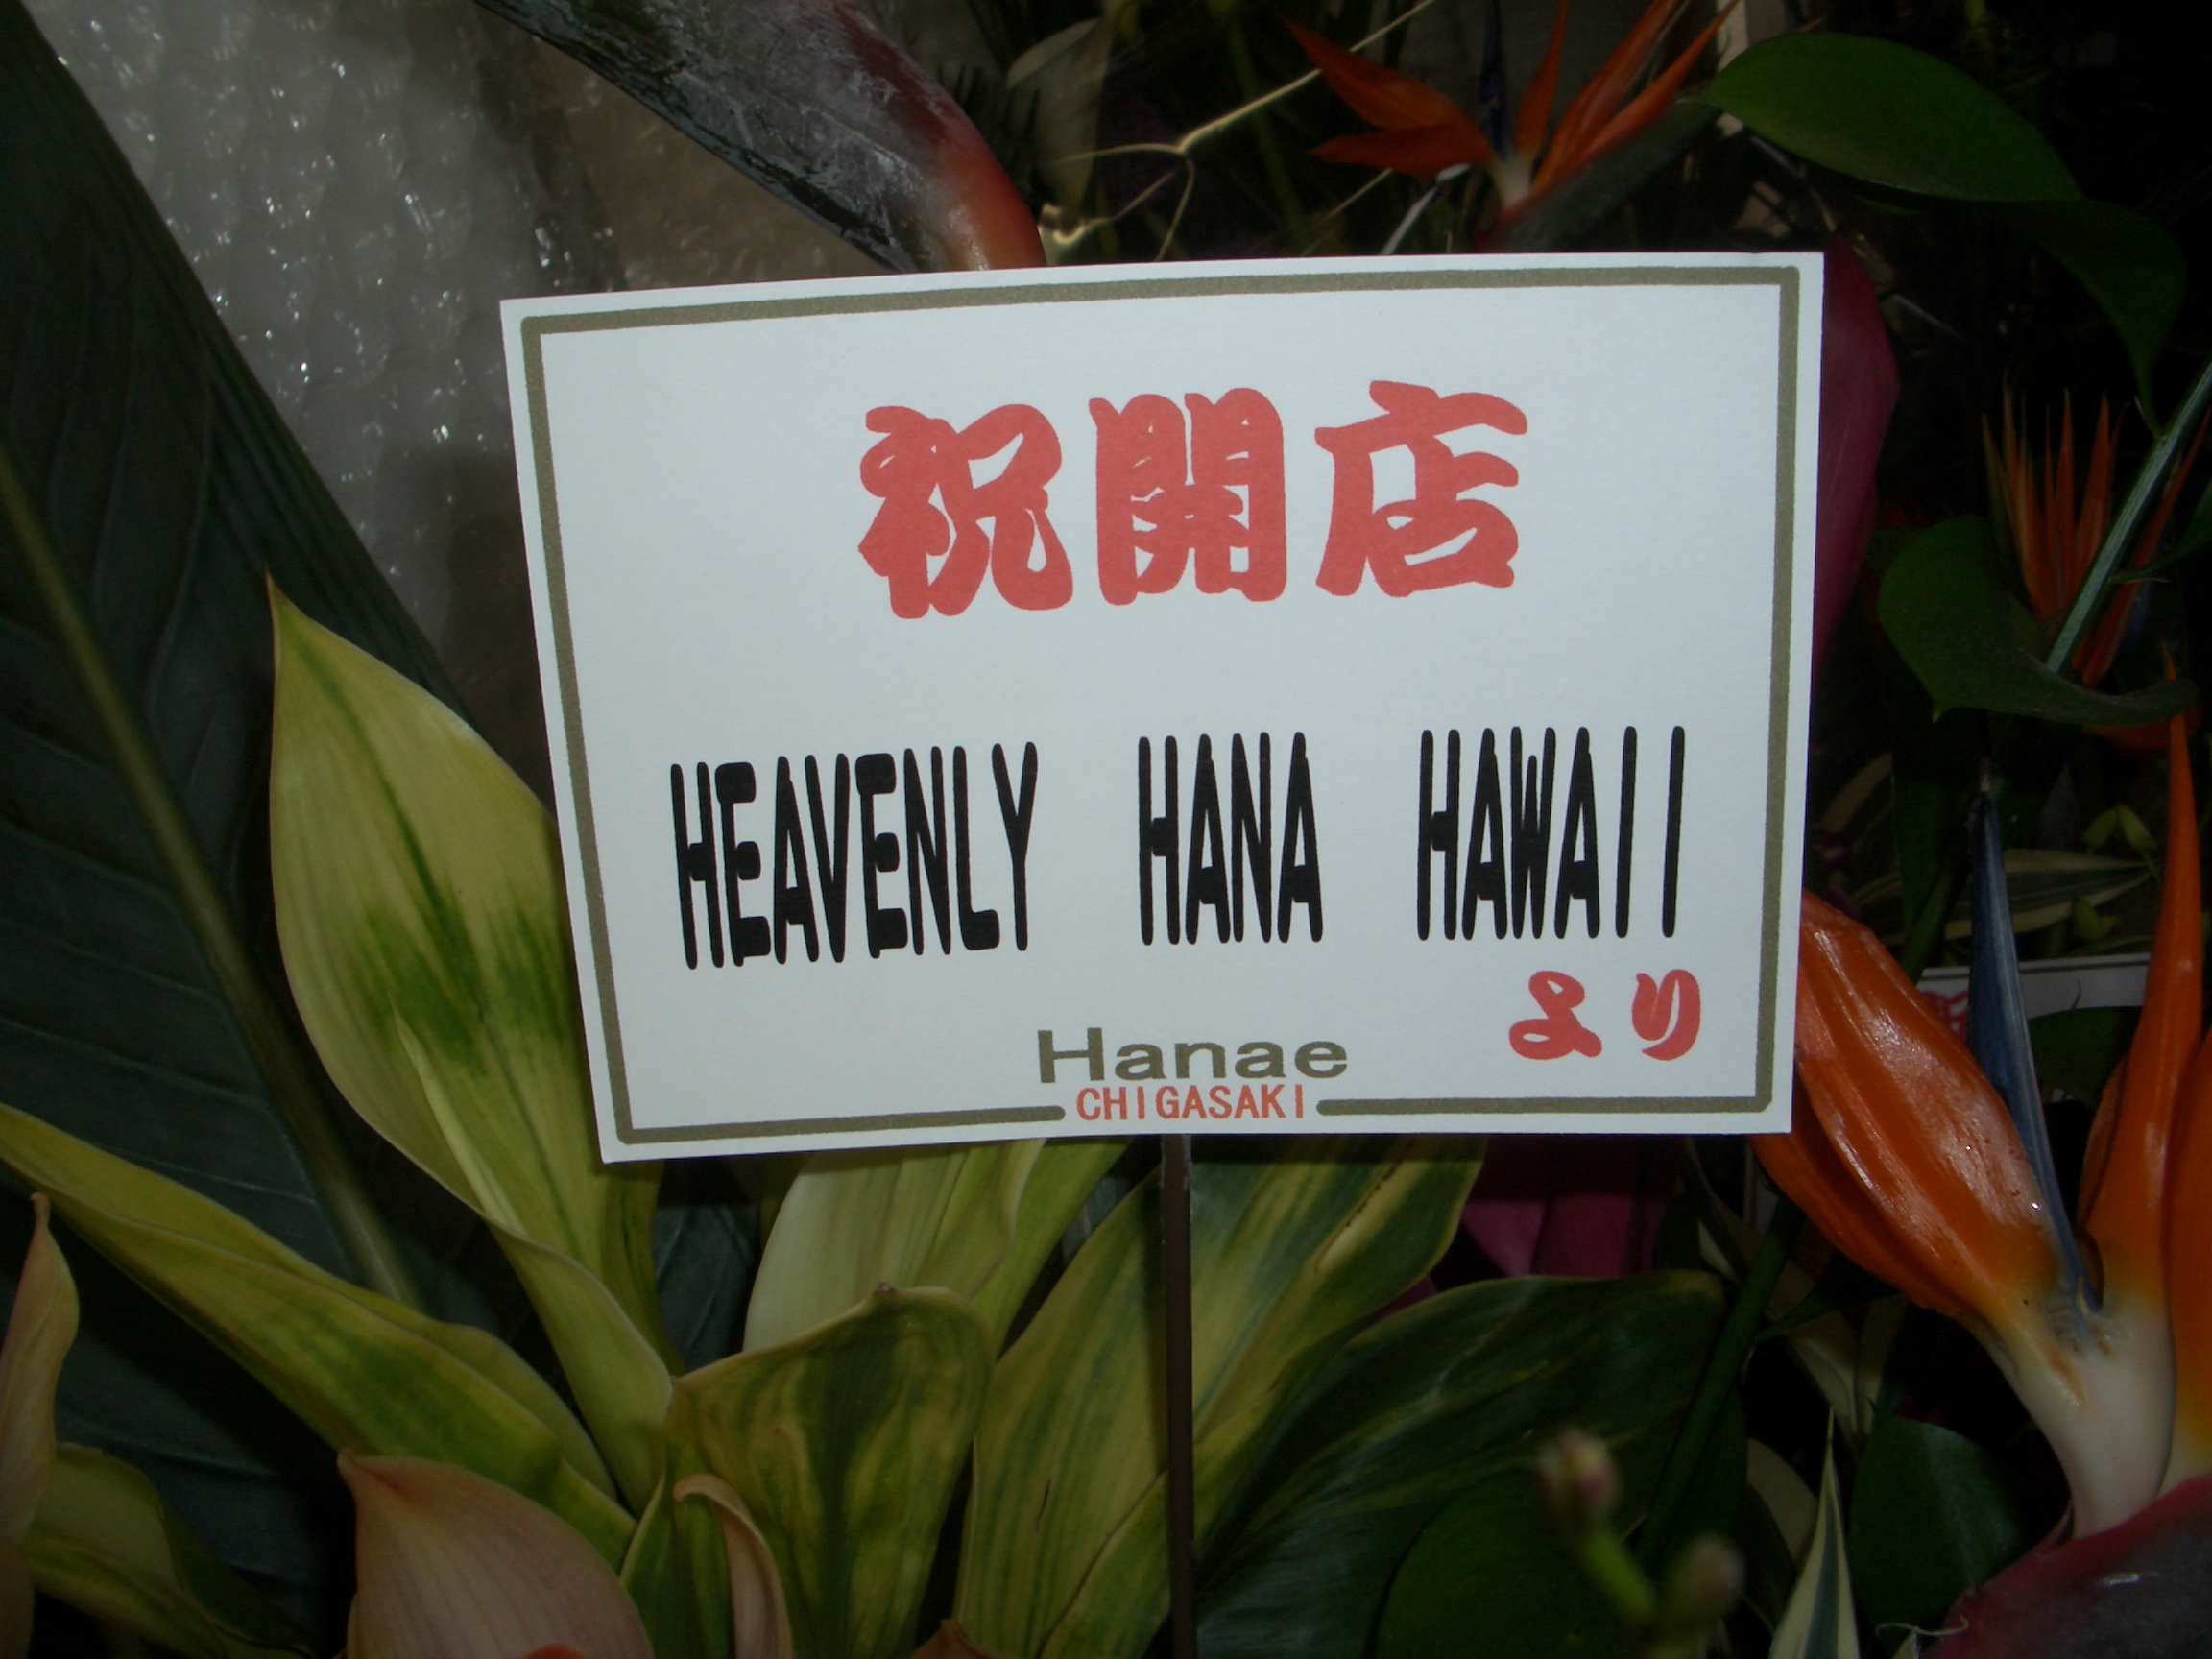 祝開店
HEAVENLY HANA HAWAII
より
Hanae
CHIGASAKI